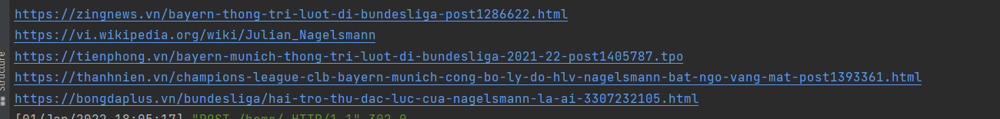 https://zingnews.vn/bayern-thong-tri-luot-di-bundesliga-post1286622.html
https://vi.wikipedia.org/wiki/Julian_Nagelsmann
https://tienphong.vn/bayern-munich-thong-tri-luot-di-bundesliga-2021-22-post1405787.tpo
https://thanhnien.vn/champions-league-clb-bayern-munich-cong-bo-ly-do-hlv-nagelsmann-bat-ngo-vang-mat-post1393361.html
https://bongdaplus.vn/bundesliga/hai-tro-thu-dac-luc-cua-nagelsmann-la-ai-3307232105.html
[01/Jan/2022 18:05:17] "POST /home/ HTTP/1.1" 302 0
Structure